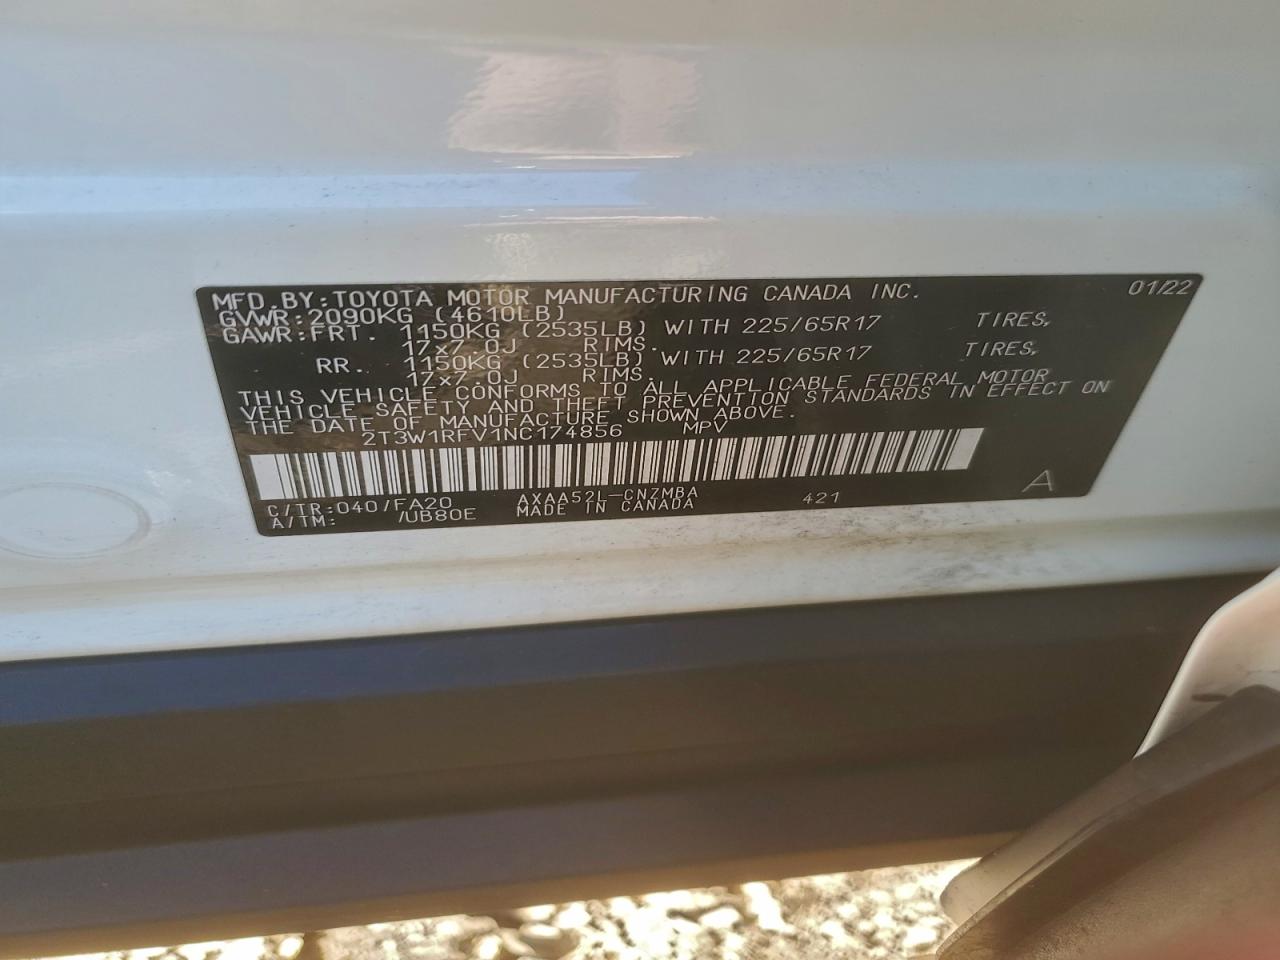 MFD.BY:TOYOTA MOTOR MANUFACTURING CANADA INC. 01/22
GVWR:2090KG (4610LB)
GAWR:FRT. 1150KG (2535LB) WITH 225/65R17 TIRES,
17x7.0J RIMS.
RR. 1150KG (2535LB) WITH 225/65R17 TIRES,
17x7.0J RIMS.
THIS VEHICLE CONFORMS TO ALL APPLICABLE FEDERAL MOTOR
VEHICLE SAFETY AND THEFT PREVENTION STANDARDS IN EFFECT ON
THE DATE OF MANUFACTURE SHOWN ABOVE.
2T3W1RFV1NC174856 MPV
C/TR:040/FA20 AXAA52L-CNZMBA 421 A
A/TM: /UB80E MADE IN CANADA